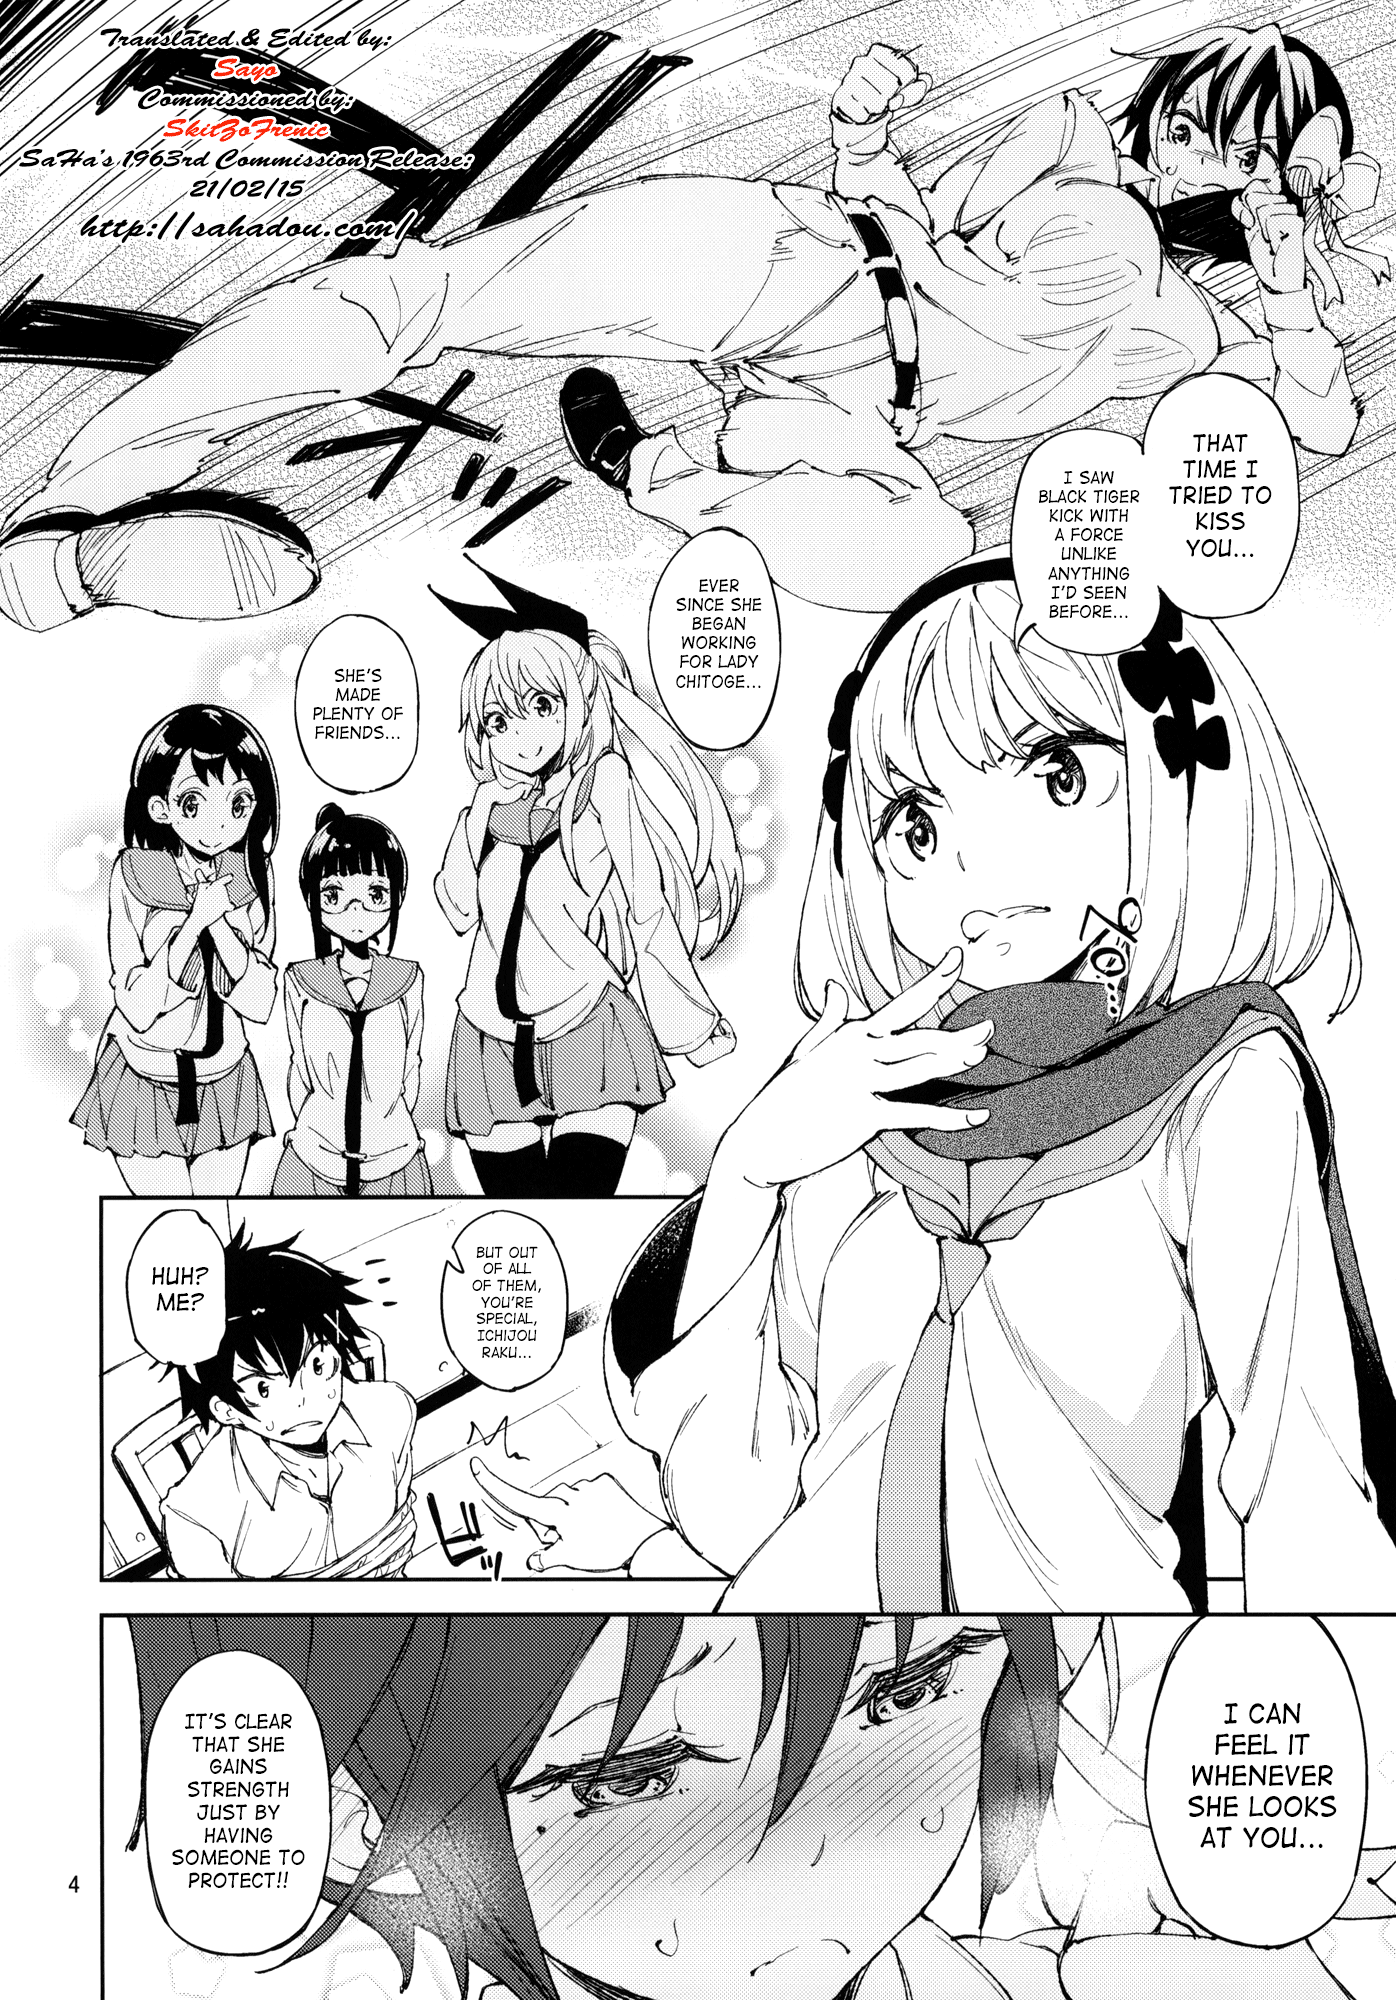 Translated & Edited by:
Sayo
Commissioned by:
SkitZoFrenic
SaHa's 1963rd Commission Release:
21/02/15
http://sahadou.com/
THAT
TIME I
TRIED TO
KISS
YOU...
I SAW
BLACK TIGER
KICK WITH
A FORCE
UNLIKE
ANYTHING
I'D SEEN
BEFORE...
EVER
SINCE SHE
BEGAN
WORKING
FOR LADY
CHITOGE...
SHE'S
MADE
PLENTY OF
FRIENDS...
BUT OUT
OF ALL
OF THEM,
YOU'RE
SPECIAL,
ICHIJOU
RAKU...
HUH?
ME?
ビッ
I CAN
FEEL IT
WHENEVER
SHE LOOKS
AT YOU...
IT'S CLEAR
THAT SHE
GAINS
STRENGTH
JUST BY
HAVING
SOMEONE TO
PROTECT!!
4